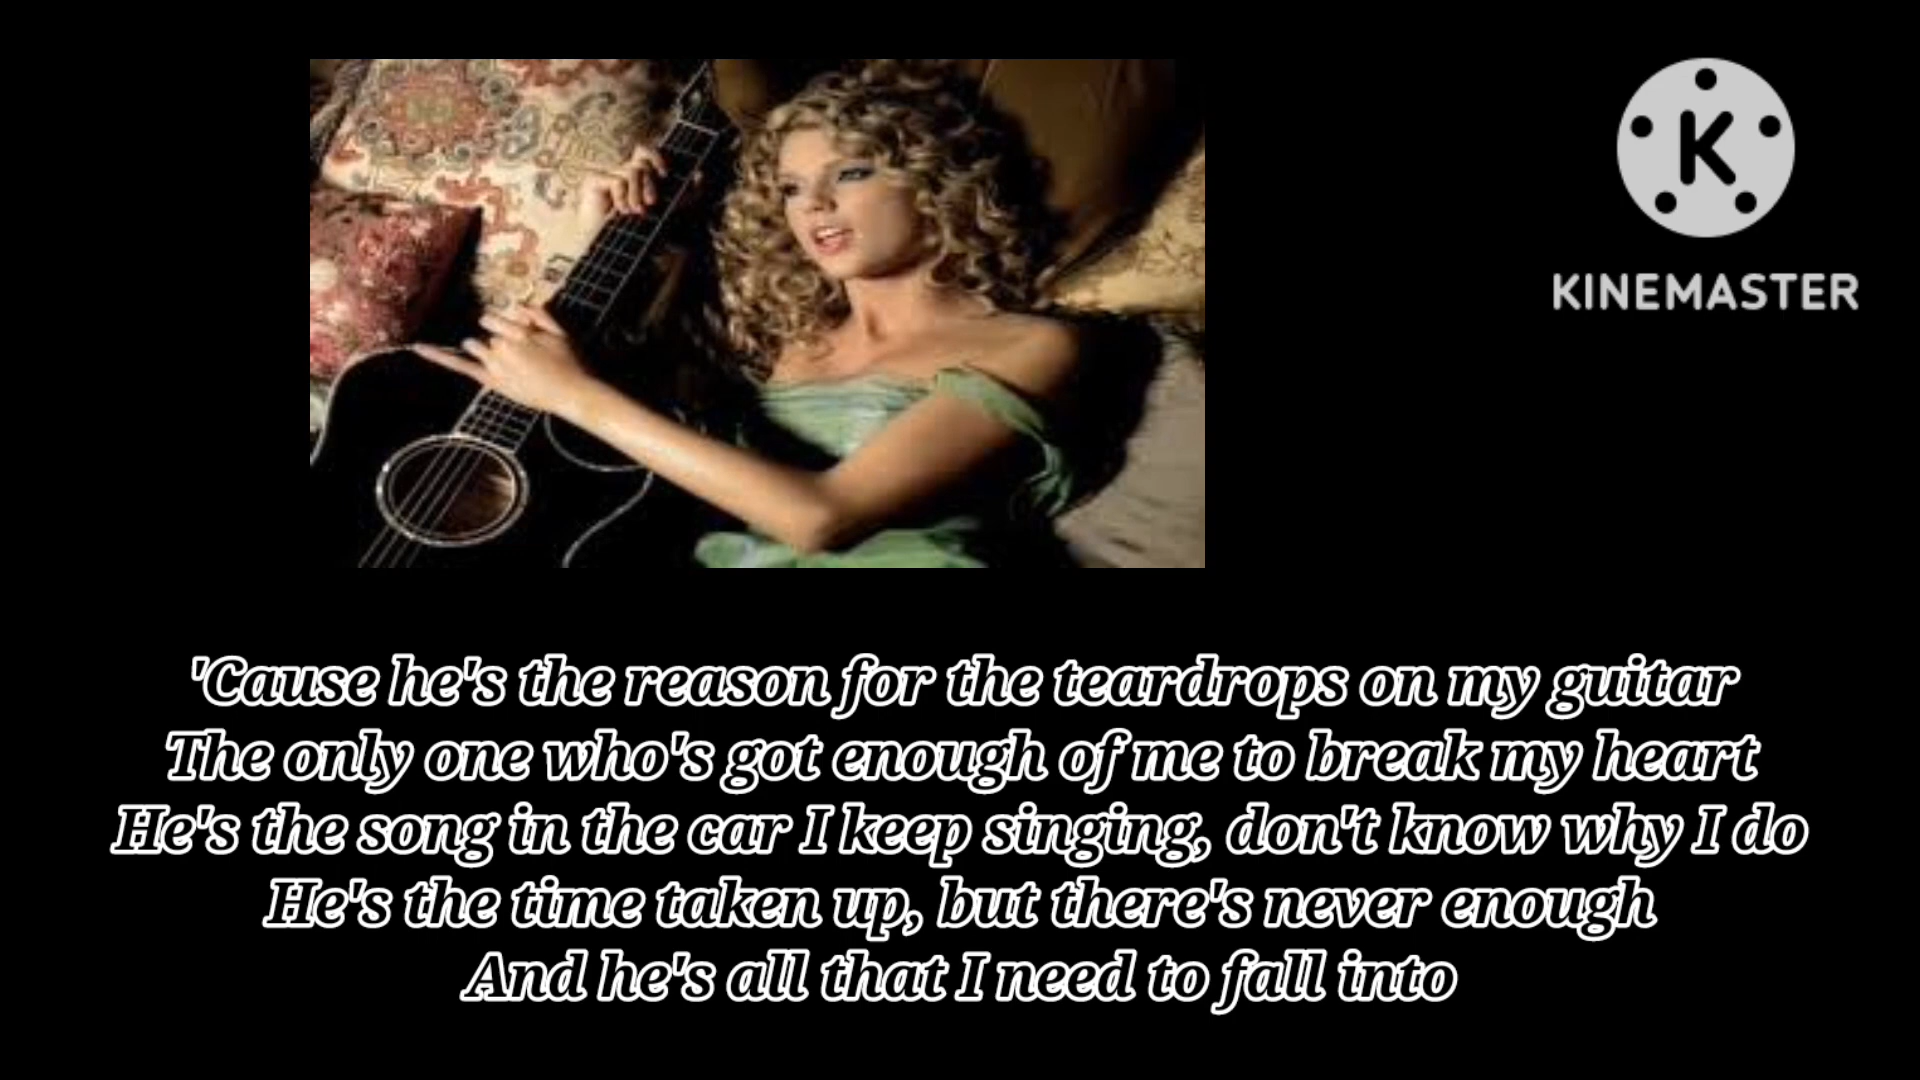 K
KINEMASTER
'Cause he's the reason for the teardrops on my guitar
The only one who's got enough of me to break my heart
He's the song in the car I keep singing, don't know why I do
He's the time taken up, but there's never enough
And he's all that I need to fall into